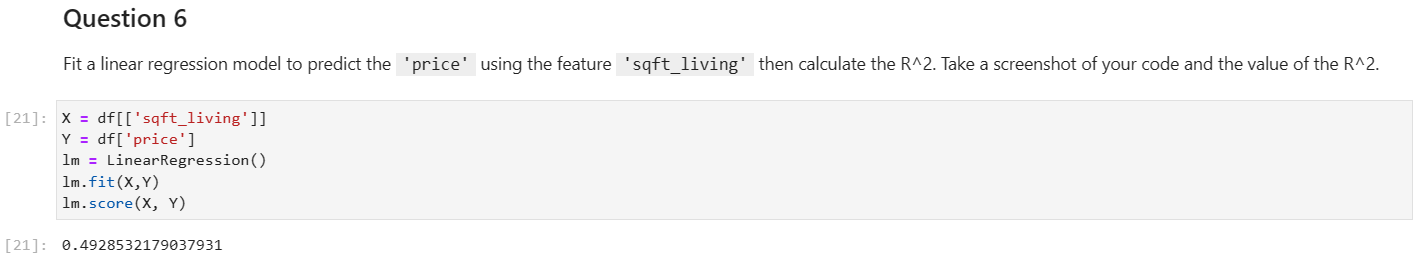 Question 6
Fit a linear regression model to predict the 'price' using the feature 'sqft_living' then calculate the R^2. Take a screenshot of your code and the value of the R^2.
[21]: X = df[['sqft_living']]
Y = df['price']
lm = LinearRegression()
lm.fit(X,Y)
lm.score(X, Y)
[21]: 0.4928532179037931